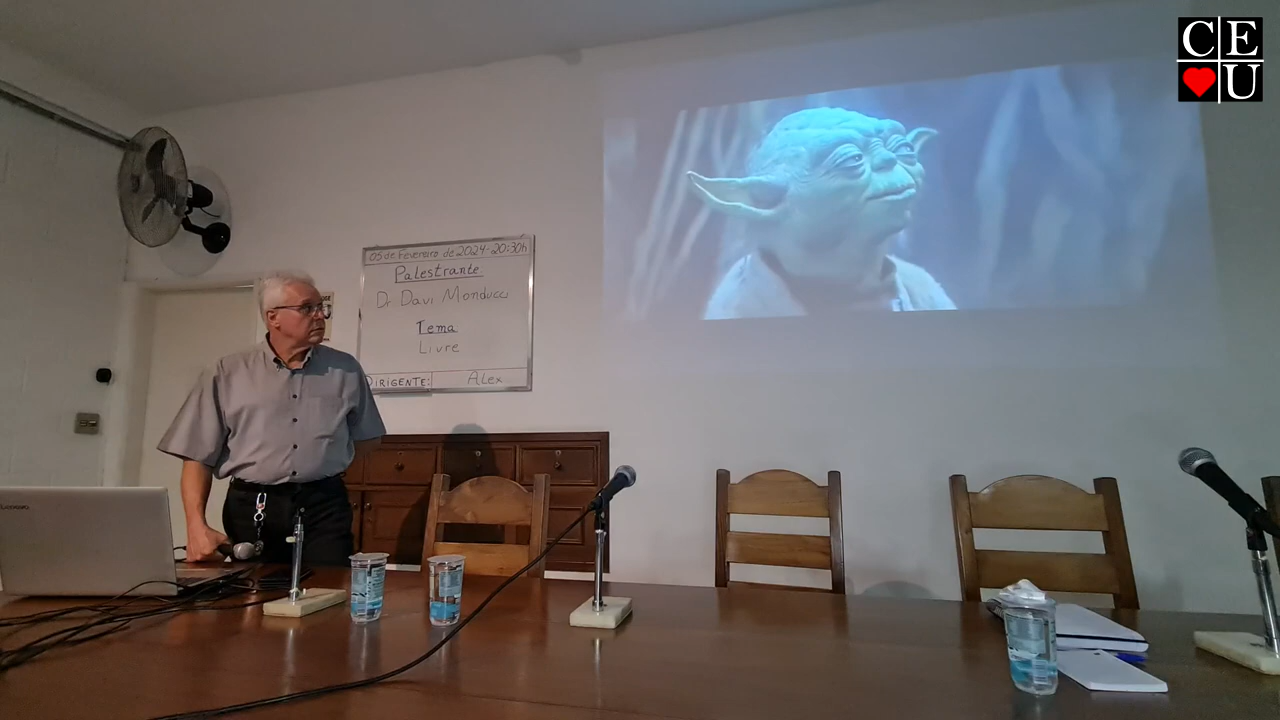 CE
U
05 de Fevereiro de 2024-20:30h
Palestrante
Dr Davi Monducci
Tema
Livre
DIRIGENTE: Alex
Lenovo